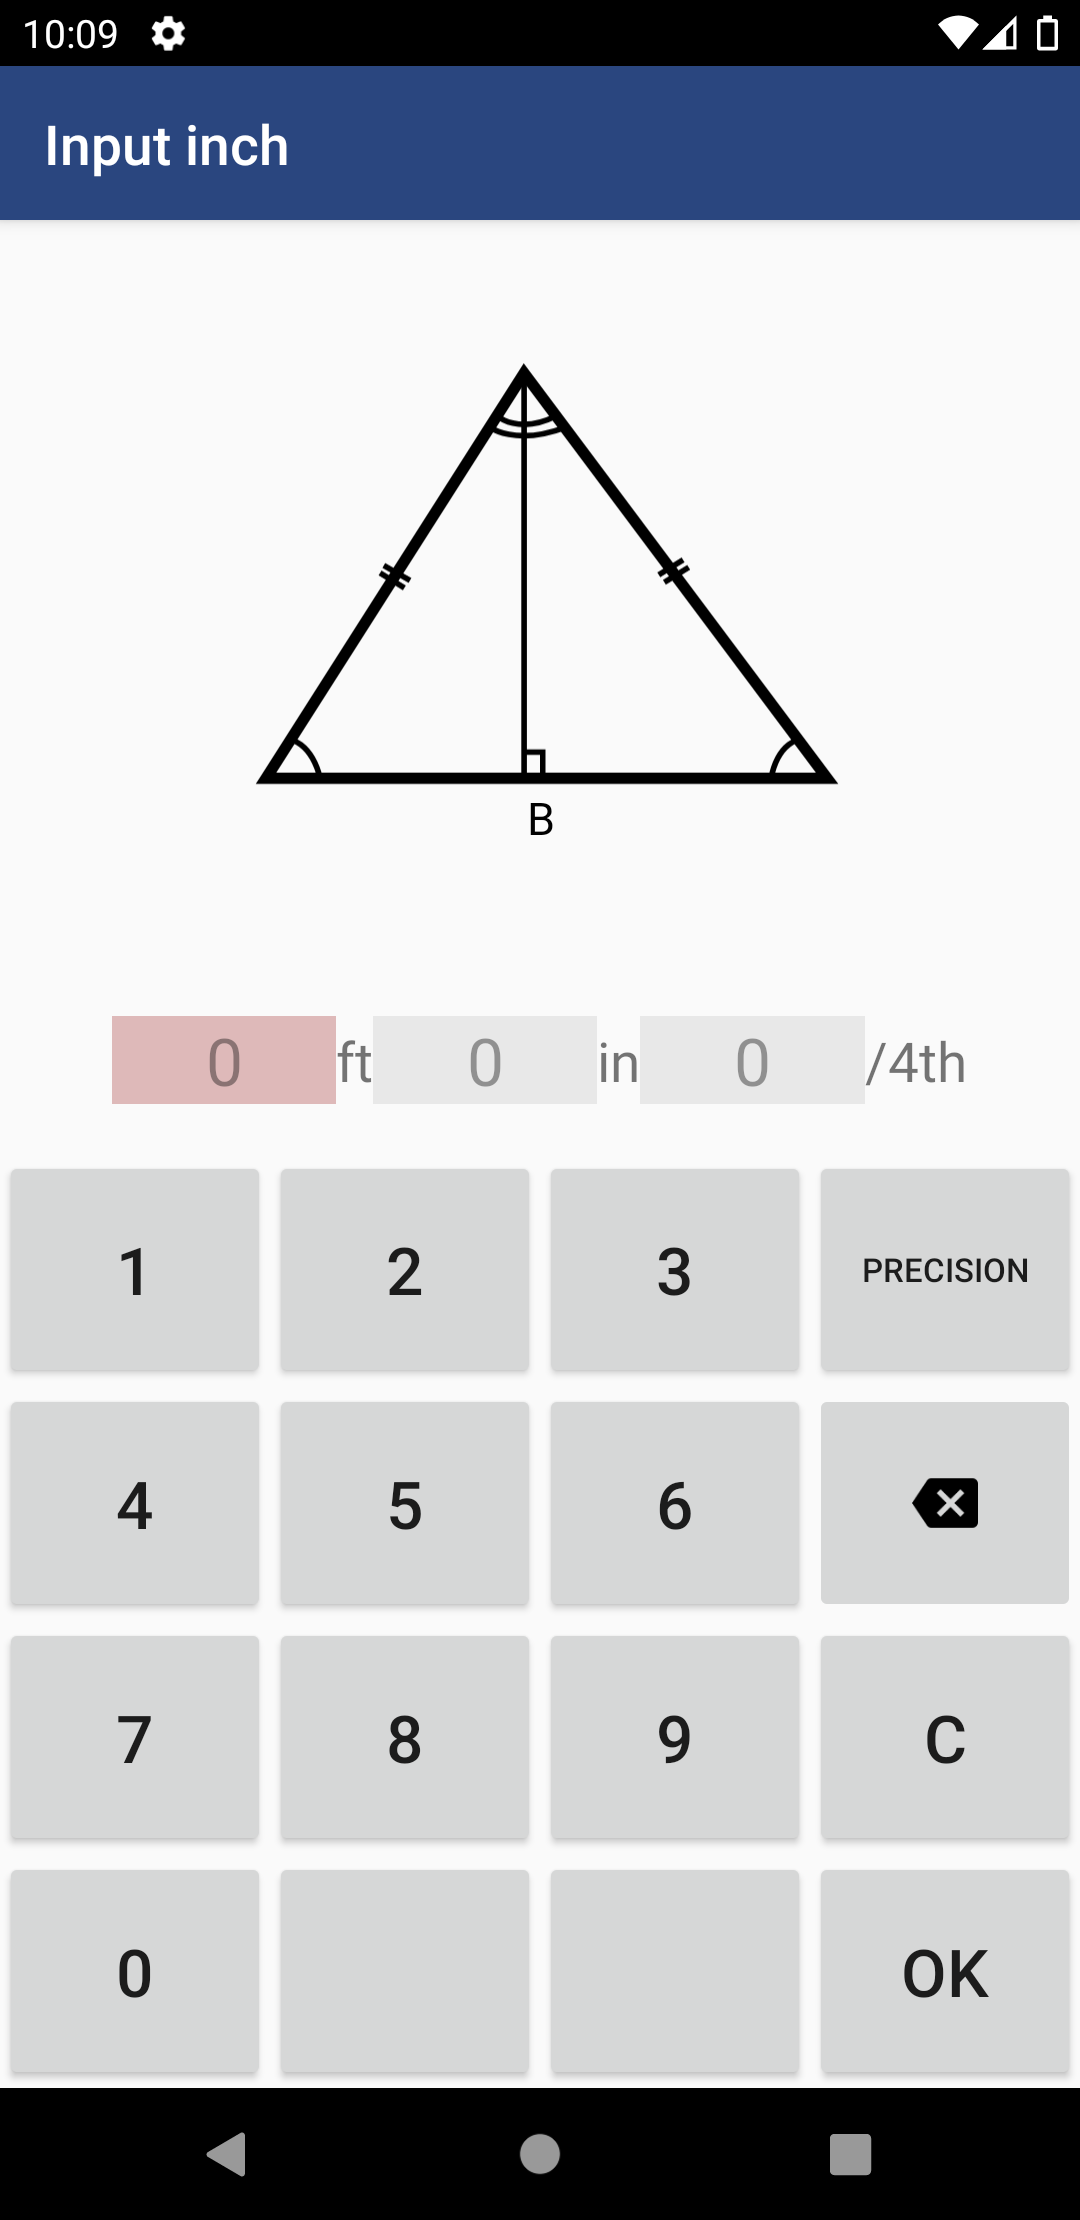 10:09
Input inch
B
0 ft 0 in 0 /4th
1 2 3 PRECISION
4 5 6
7 8 9 C
0 OK